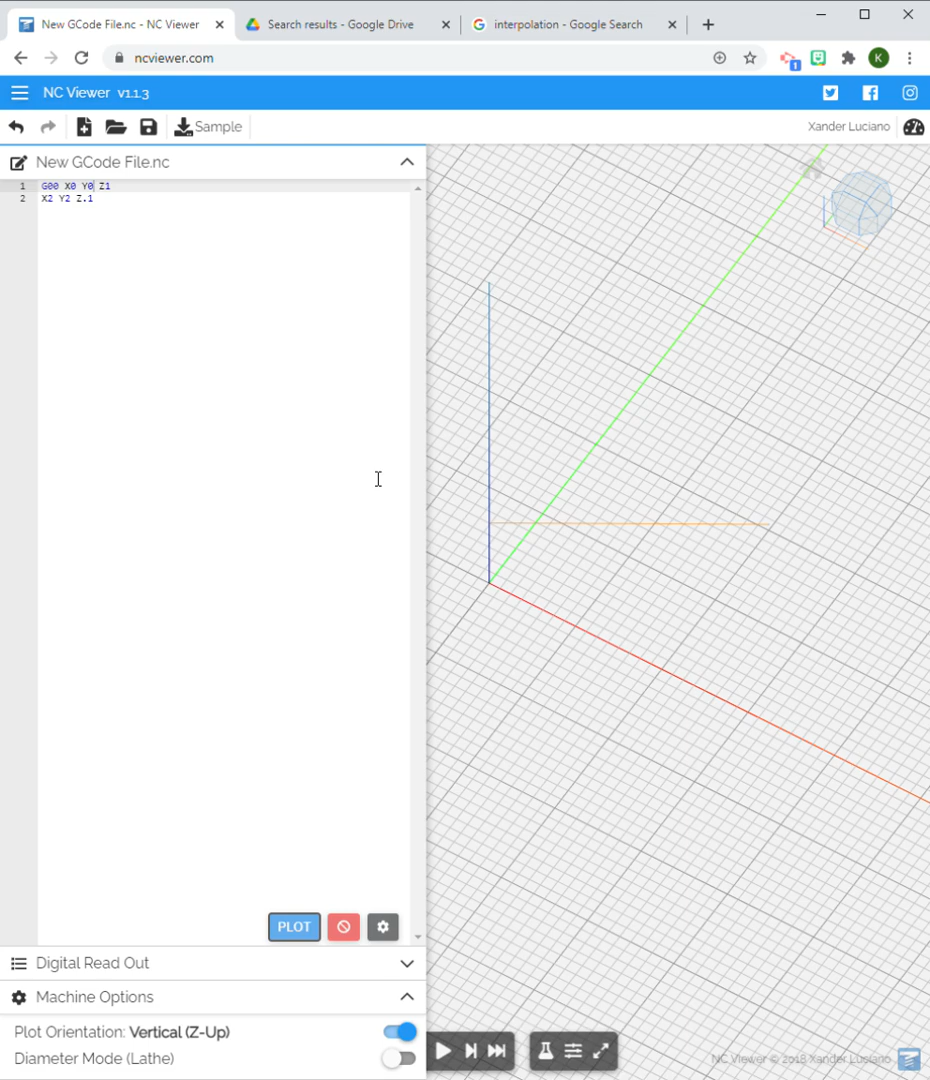 New GCode File.nc - NC Viewer
Search results - Google Drive
interpolation - Google Search
ncviewer.com
1
K
NC Viewer v1.1.3
Sample
Xander Luciano
New GCode File.nc
1 G00 X0 Y0 Z1
2 X2 Y2 Z.1
PLOT
Digital Read Out
Machine Options
Plot Orientation: Vertical (Z-Up)
Diameter Mode (Lathe)
NC Viewer © 2018 Xander Luciano